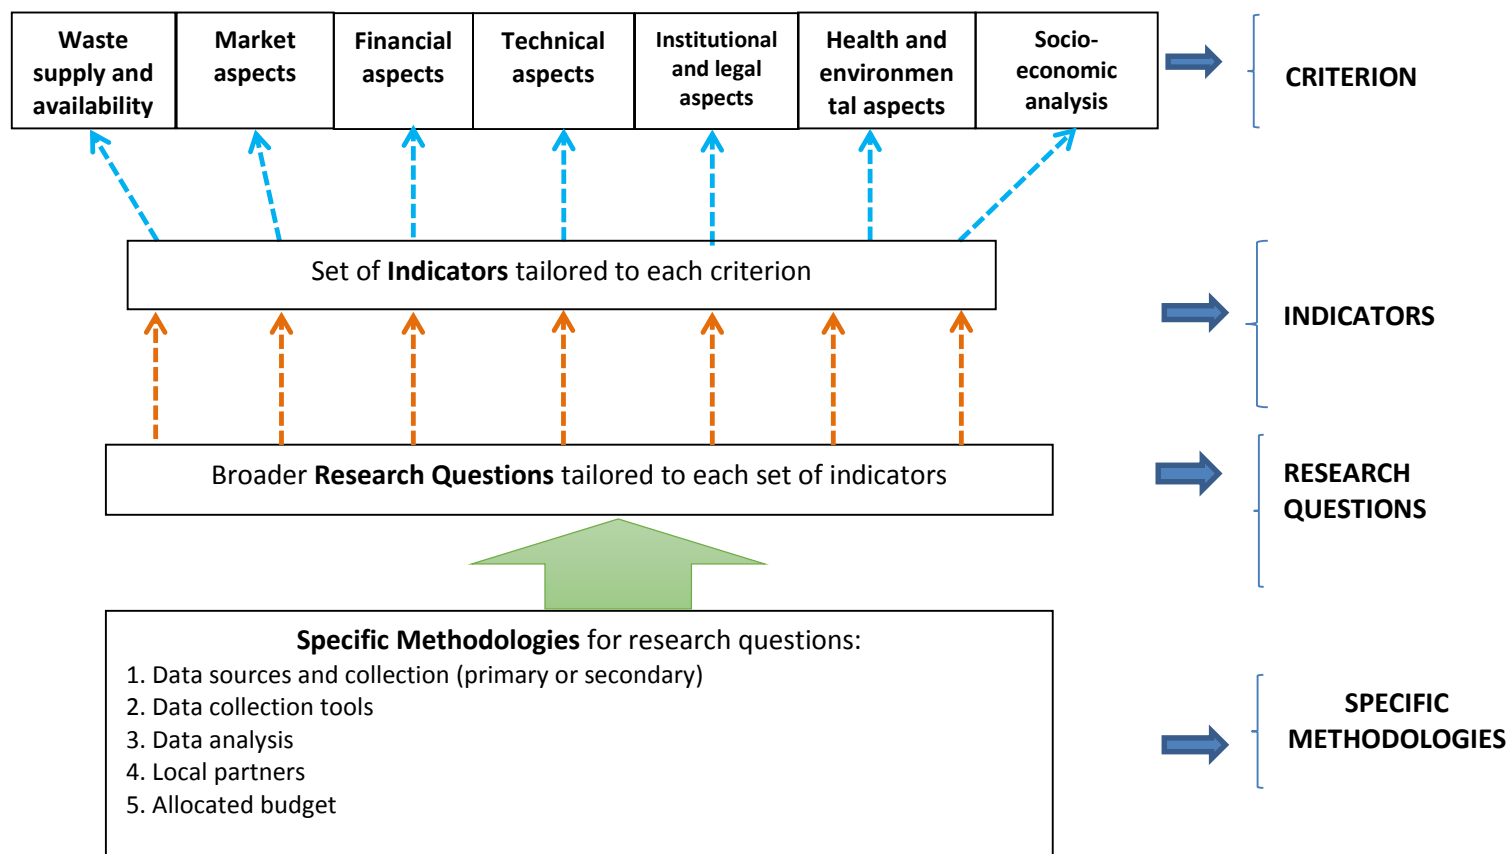 Waste
supply and
availability
Market
aspects
Financial
aspects
Technical
aspects
Institutional
and legal
aspects
Health and
environmen
tal aspects
Socio-
economic
analysis
CRITERION
Set of Indicators tailored to each criterion
INDICATORS
Broader Research Questions tailored to each set of indicators
RESEARCH
QUESTIONS
Specific Methodologies for research questions:
1. Data sources and collection (primary or secondary)
2. Data collection tools
3. Data analysis
4. Local partners
5. Allocated budget
SPECIFIC
METHODOLOGIES